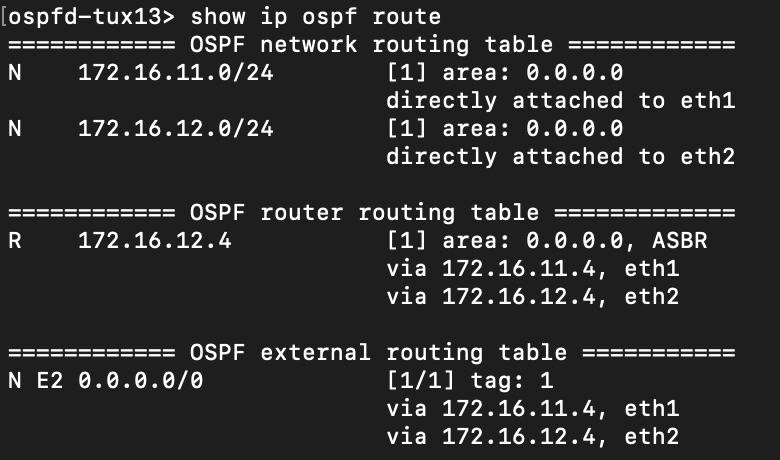 [ospfd-tux13> show ip ospf route
============ OSPF network routing table ============
N    172.16.11.0/24        [1] area: 0.0.0.0
                           directly attached to eth1
N    172.16.12.0/24        [1] area: 0.0.0.0
                           directly attached to eth2

============ OSPF router routing table =============
R    172.16.12.4           [1] area: 0.0.0.0, ASBR
                           via 172.16.11.4, eth1
                           via 172.16.12.4, eth2

============ OSPF external routing table ===========
N E2 0.0.0.0/0             [1/1] tag: 1
                           via 172.16.11.4, eth1
                           via 172.16.12.4, eth2